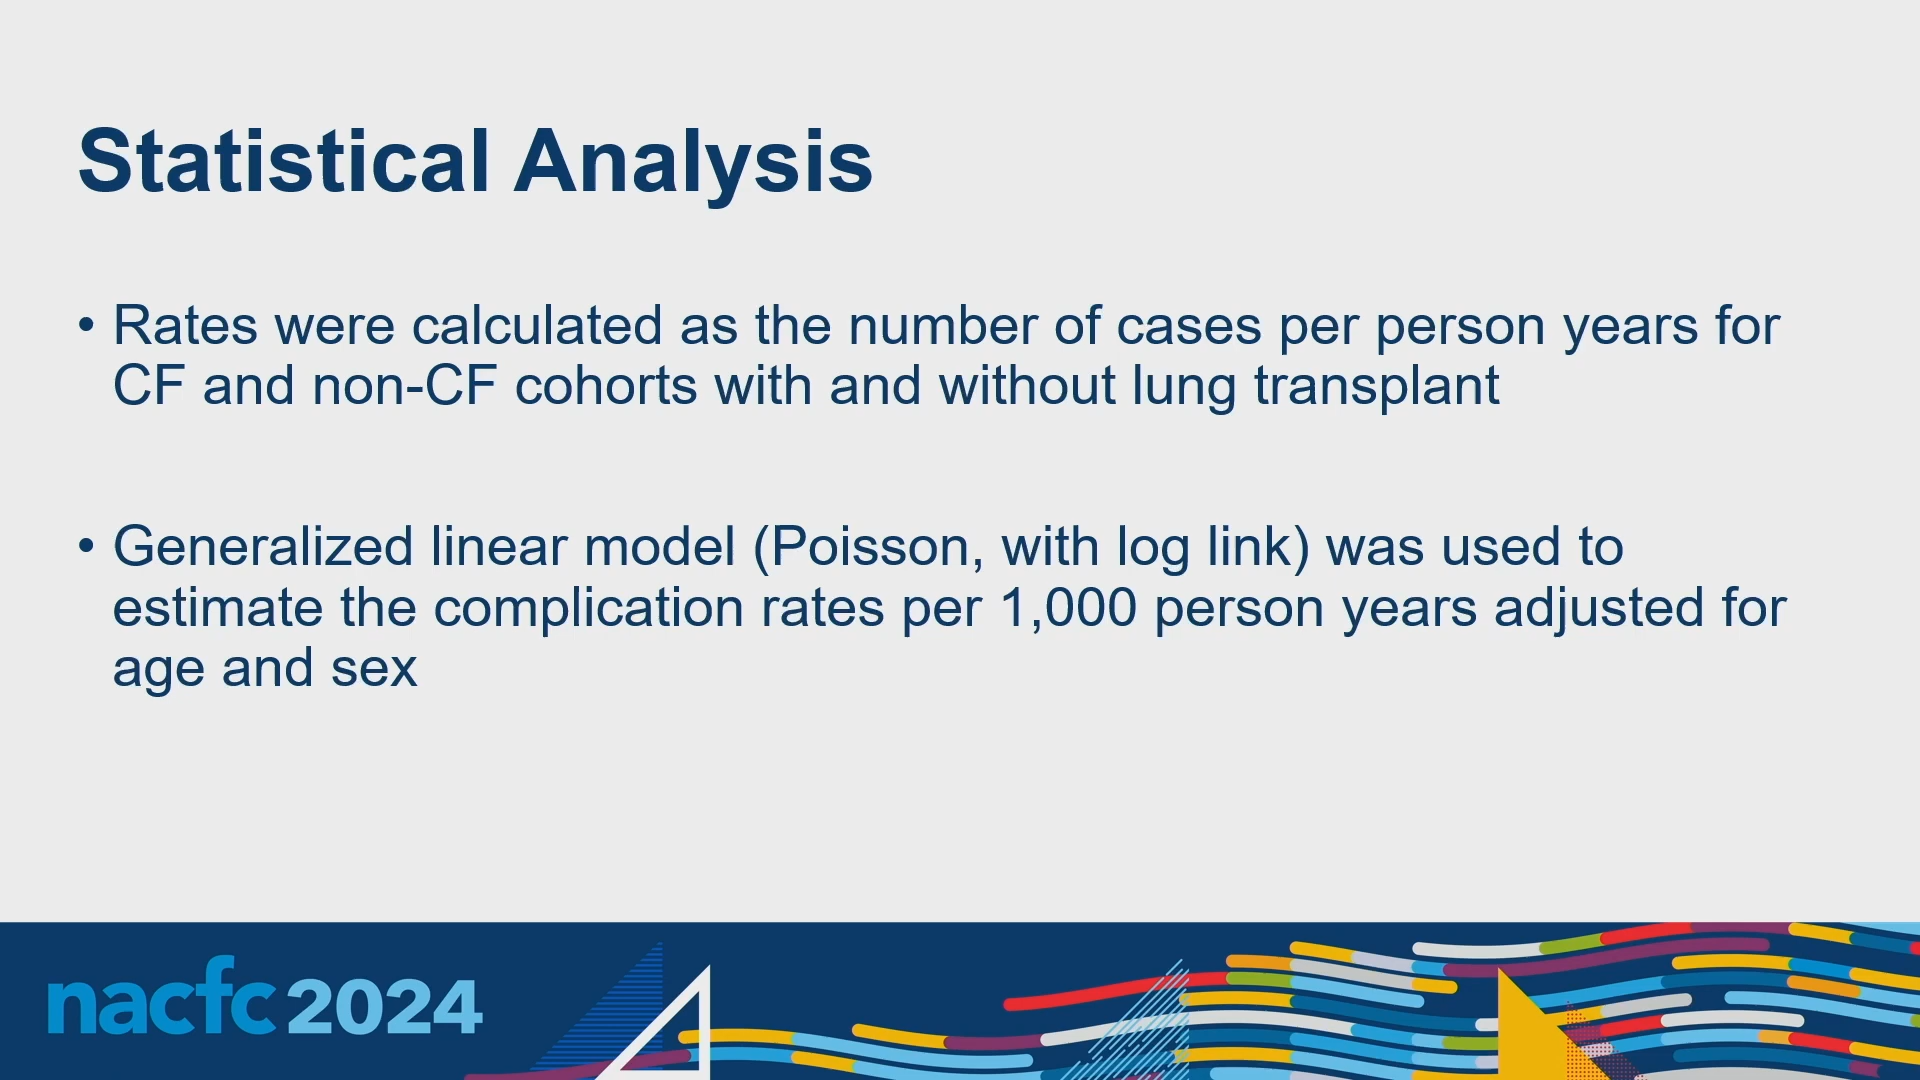 Statistical Analysis
• Rates were calculated as the number of cases per person years for
CF and non-CF cohorts with and without lung transplant
• Generalized linear model (Poisson, with log link) was used to
estimate the complication rates per 1,000 person years adjusted for
age and sex
nacfc 2024